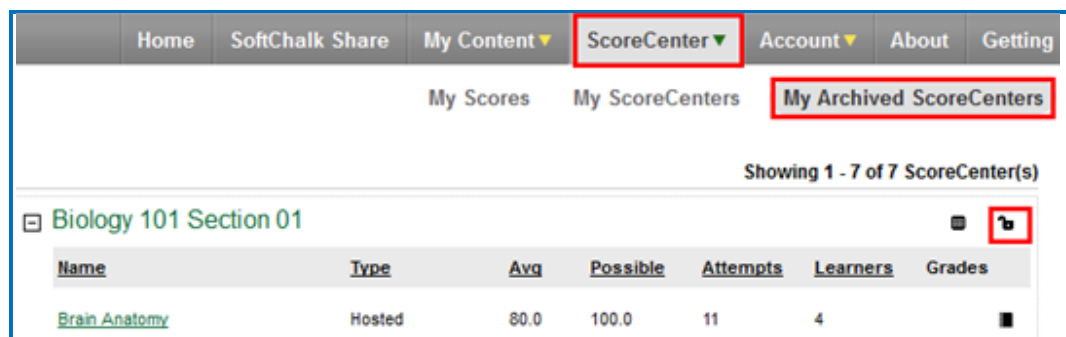 Home SoftChalk Share My Content ScoreCenter Account About Getting
My Scores My ScoreCenters My Archived ScoreCenters
Showing 1 - 7 of 7 ScoreCenter(s)
Biology 101 Section 01
Name Type Avg Possible Attempts Learners Grades
Brain Anatomy Hosted 80.0 100.0 11 4